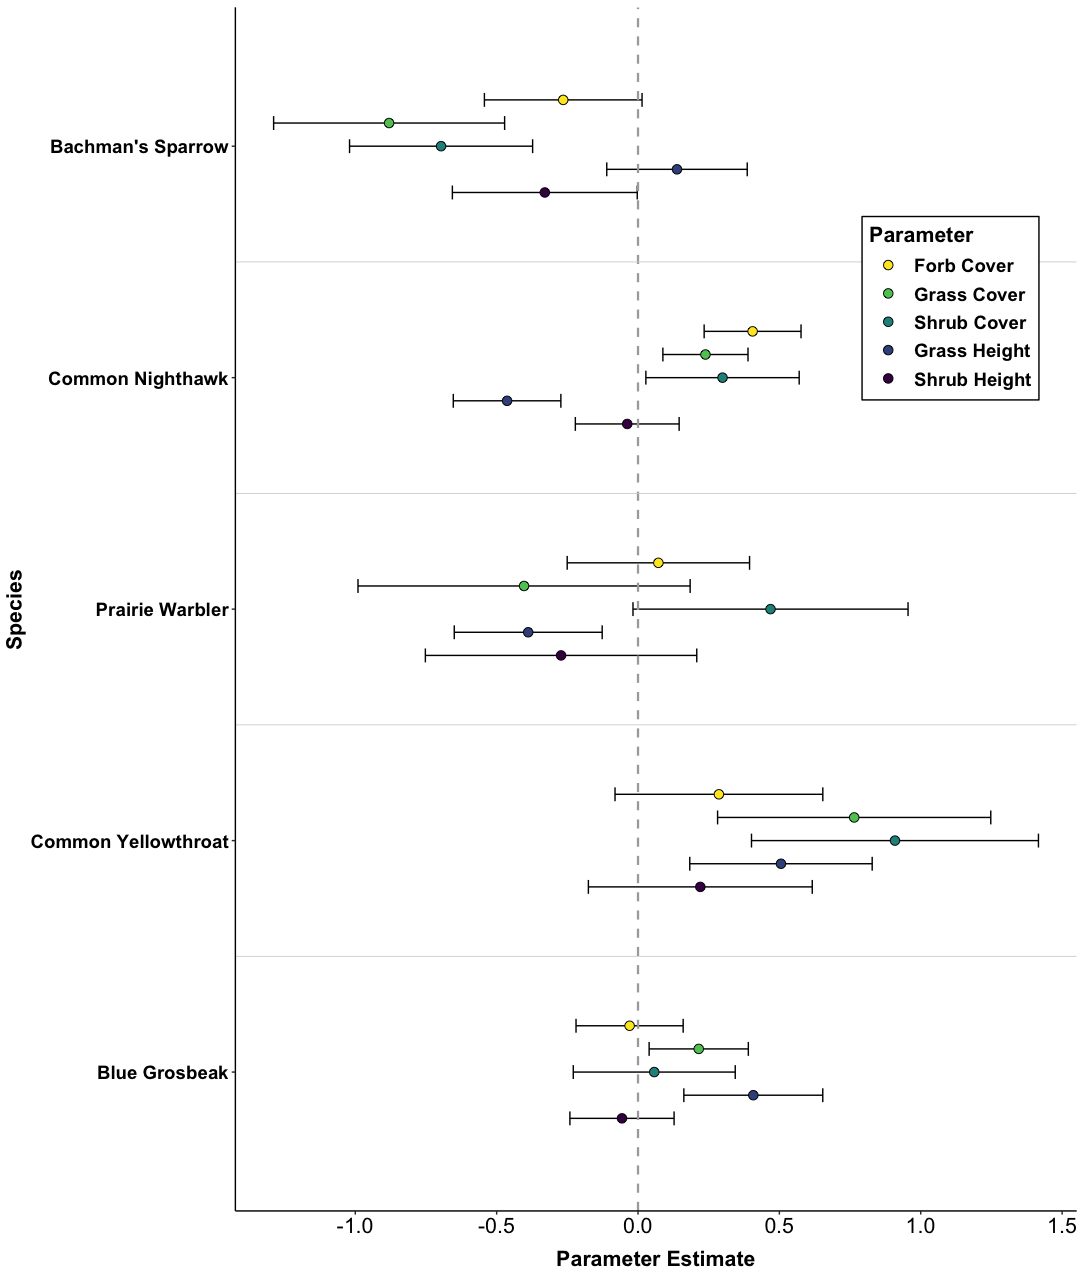 Bachman's Sparrow
Parameter
Forb Cover
Grass Cover
Shrub Cover
Grass Height
Shrub Height
Common Nighthawk
Species
Prairie Warbler
Common Yellowthroat
Blue Grosbeak
-1.0 -0.5 0.0 0.5 1.0 1.5
Parameter Estimate